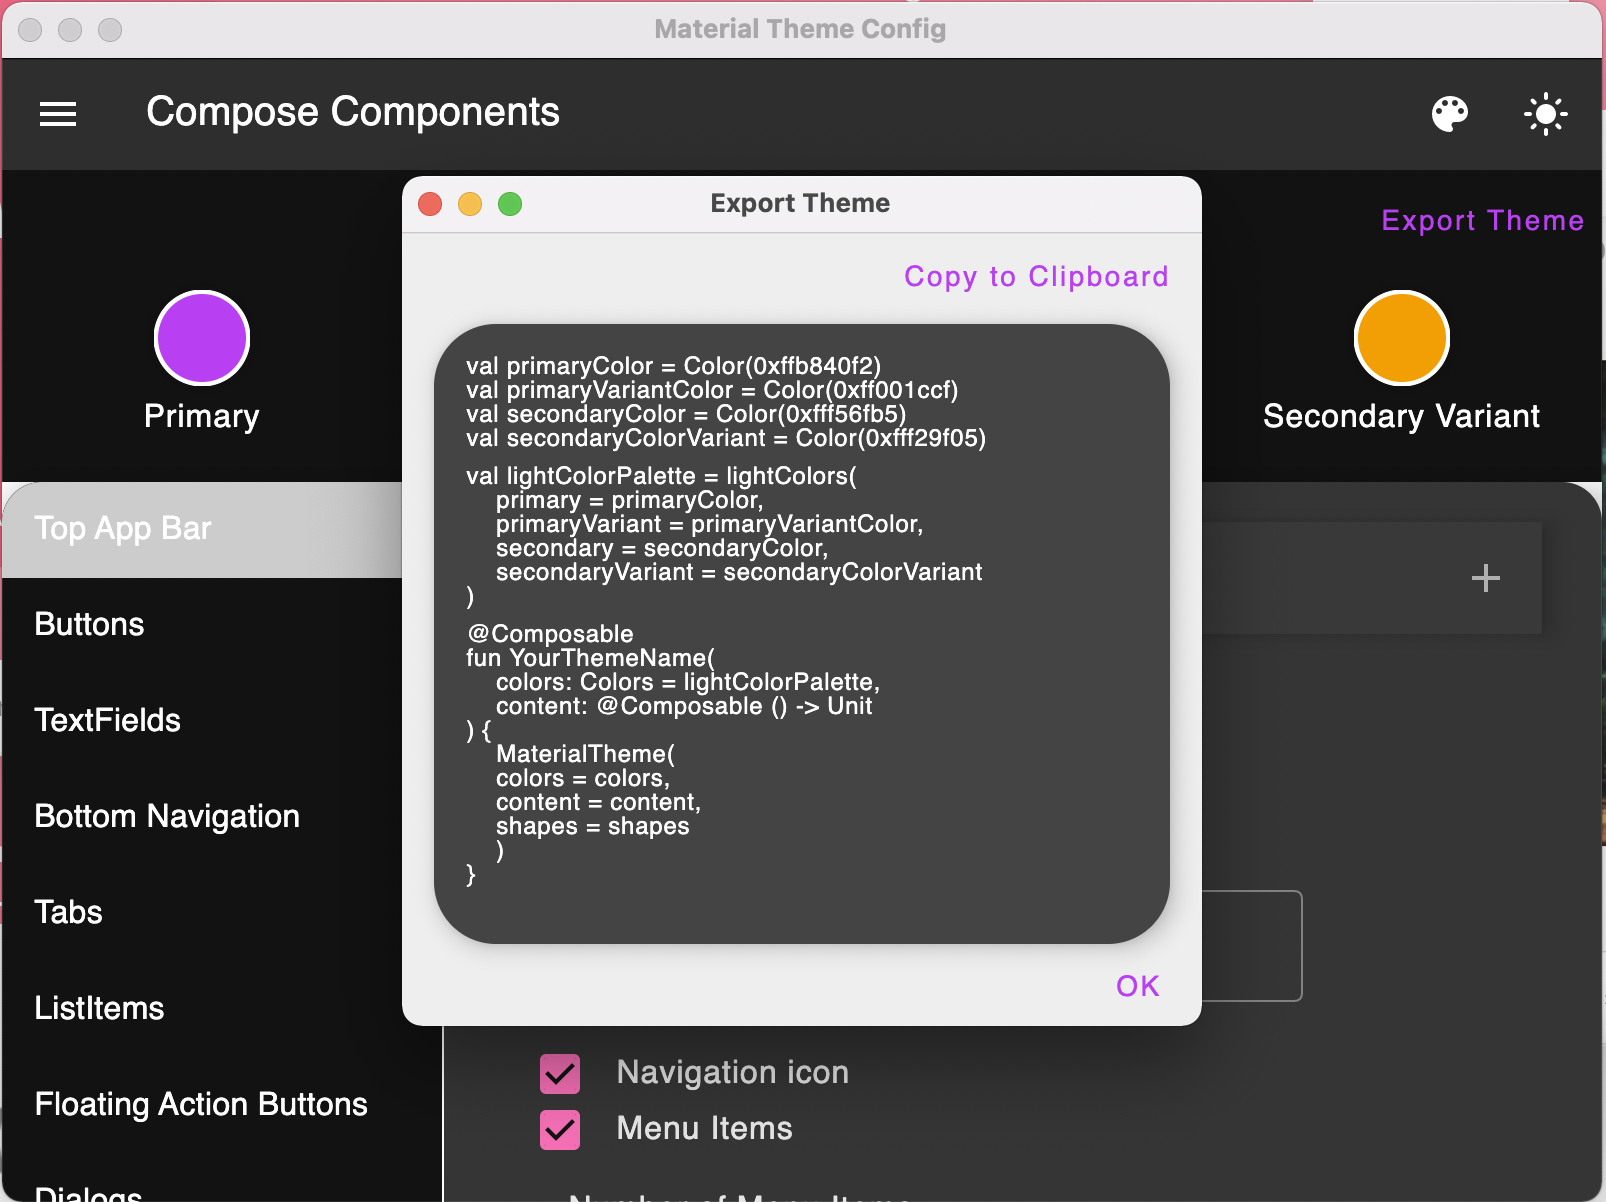 Material Theme Config
Compose Components
Export Theme
Primary
Secondary Variant
Top App Bar
Buttons
TextFields
Bottom Navigation
Tabs
ListItems
Floating Action Buttons
Dialogs
Export Theme
Copy to Clipboard
val primaryColor = Color(0xffb840f2)
val primaryVariantColor = Color(0xff001ccf)
val secondaryColor = Color(0xfff56fb5)
val secondaryColorVariant = Color(0xfff29f05)
val lightColorPalette = lightColors(
primary = primaryColor,
primaryVariant = primaryVariantColor,
secondary = secondaryColor,
secondaryVariant = secondaryColorVariant
)
@Composable
fun YourThemeName(
colors: Colors = lightColorPalette,
content: @Composable () -> Unit
) {
MaterialTheme(
colors = colors,
content = content,
shapes = shapes
)
}
OK
Navigation icon
Menu Items
Number of Menu Items